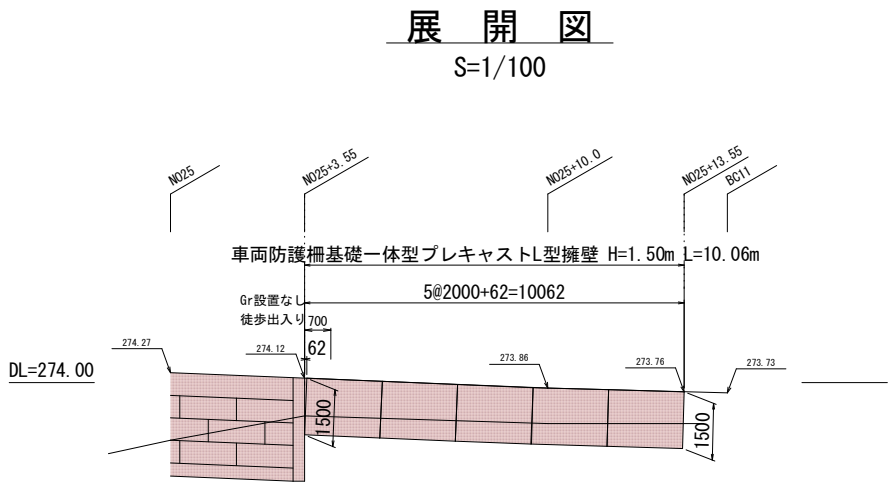 展 開 図
S=1/100
NO25
NO25+3.55
NO25+10.0
NO25+13.55
BC11
車両防護柵基礎一体型プレキャストL型擁壁 H=1.50m L=10.06m
5@2000+62=10062
Gr設置なし
徒歩出入り 700
62
274.27
274.12
273.86
273.76
273.73
DL=274.00
1500
1500